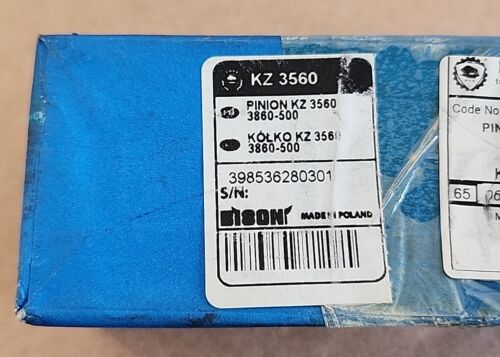 KZ 3560
PINION KZ 3560
3860-500
KÓŁKO KZ 3560
3860-500
398536280301
S/N:
BISON
MADE IN POLAND
Code No
PIN
K
65